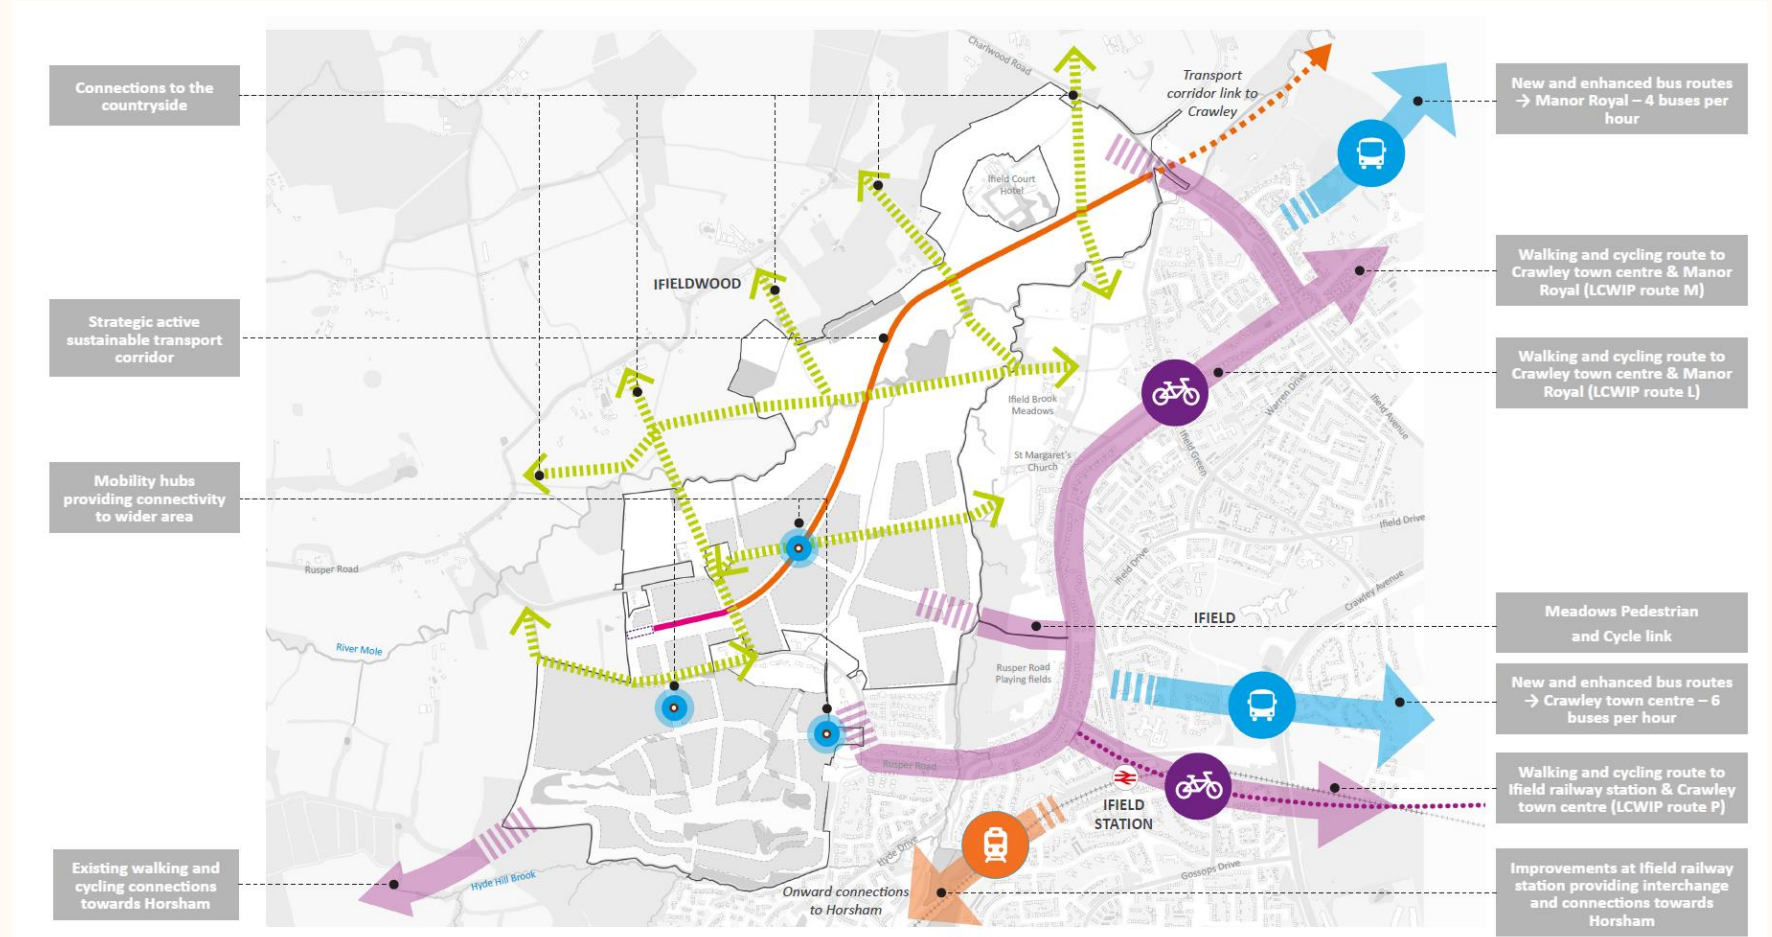 Connections to the
countryside
Strategic active
sustainable transport
corridor
Mobility hubs
providing connectivity
to wider area
Existing walking and
cycling connections
towards Horsham
Charlwood Road
Transport
corridor link to
Crawley
Ifield Court
Hotel
IFIELDWOOD
Ifield Brook
Meadows
St Margaret's
Church
Warren Drive
Ifield Avenue
Ifield Green
Ifield Drive
Ifield Drive
Crawley Avenue
Rusper Road
River Mole
IFIELD
Rusper Road
Playing fields
Rusper Road
IFIELD
STATION
Hyde Drive
Gossops Drive
Hyde Hill Brook
Onward connections
to Horsham
New and enhanced bus routes
→ Manor Royal – 4 buses per
hour
Walking and cycling route to
Crawley town centre & Manor
Royal (LCWIP route M)
Walking and cycling route to
Crawley town centre & Manor
Royal (LCWIP route L)
Meadows Pedestrian
and Cycle link
New and enhanced bus routes
→ Crawley town centre – 6
buses per hour
Walking and cycling route to
Ifield railway station & Crawley
town centre (LCWIP route P)
Improvements at Ifield railway
station providing interchange
and connections towards
Horsham